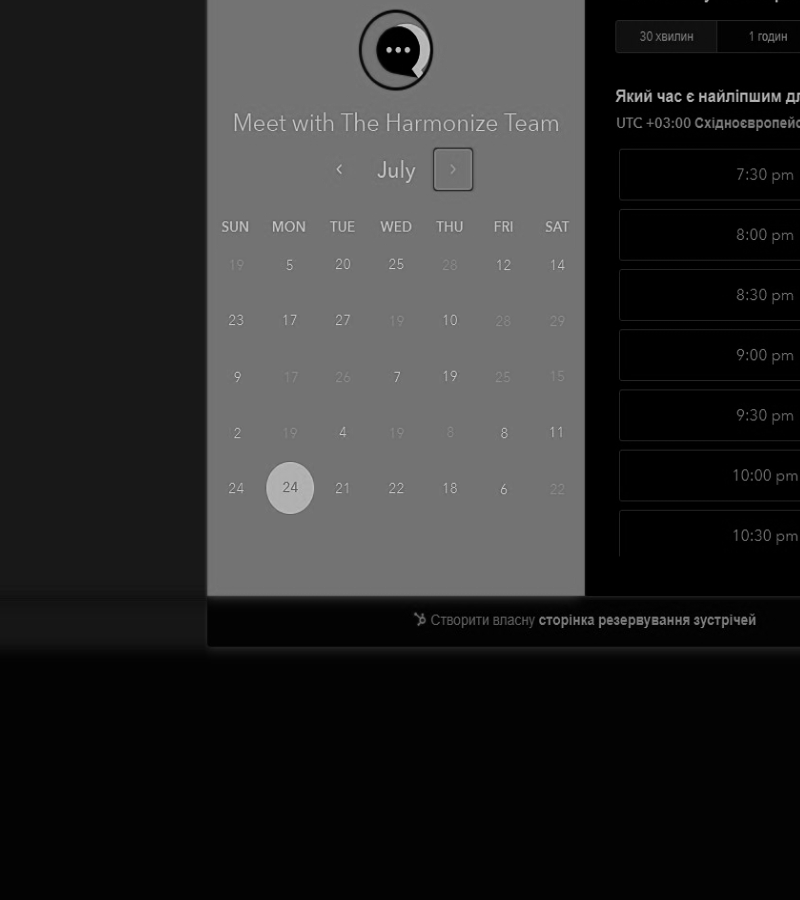 Meet with The Harmonize Team
July
SUN MON TUE WED THU FRI SAT
19 5 20 25 28 12 14
23 17 27 19 10 28 29
9 17 26 7 19 25 15
2 19 4 19 8 8 11
24 24 21 22 18 6 22
30 хвилин 1 годин
Який час є найліпшим
UTC +03:00 Східноєвропейс
7:30 pm
8:00 pm
8:30 pm
9:00 pm
9:30 pm
10:00 pm
10:30 pm
Створити власну сторінка резервування зустрічей